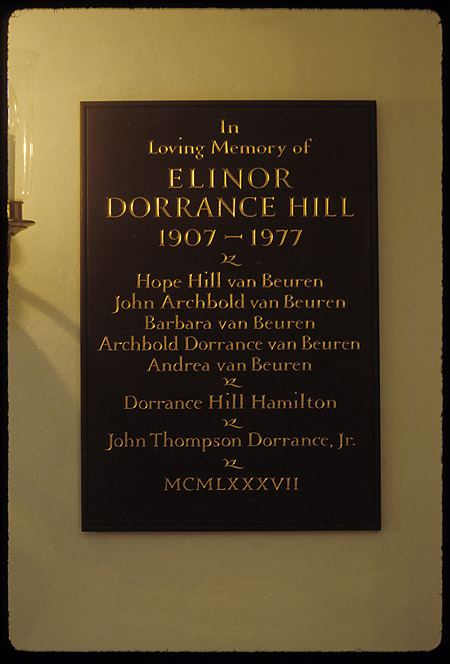 In
Loving Memory of
ELINOR
DORRANCE HILL
1907 – 1977
Hope Hill van Beuren
John Archbold van Beuren
Barbara van Beuren
Archbold Dorrance van Beuren
Andrea van Beuren
Dorrance Hill Hamilton
John Thompson Dorrance, Jr.
MCMLXXXVII